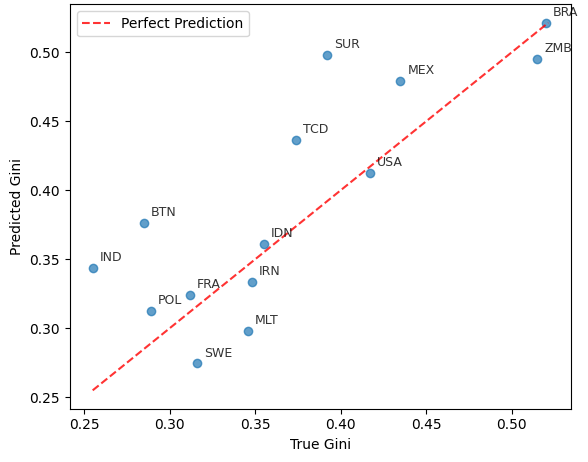 Perfect Prediction
BRA
SUR
ZMB
MEX
TCD
USA
BTN
IDN
IND
IRN
FRA
POL
MLT
SWE
0.50
0.45
0.40
0.35
0.30
0.25
Predicted Gini
0.25 0.30 0.35 0.40 0.45 0.50
True Gini